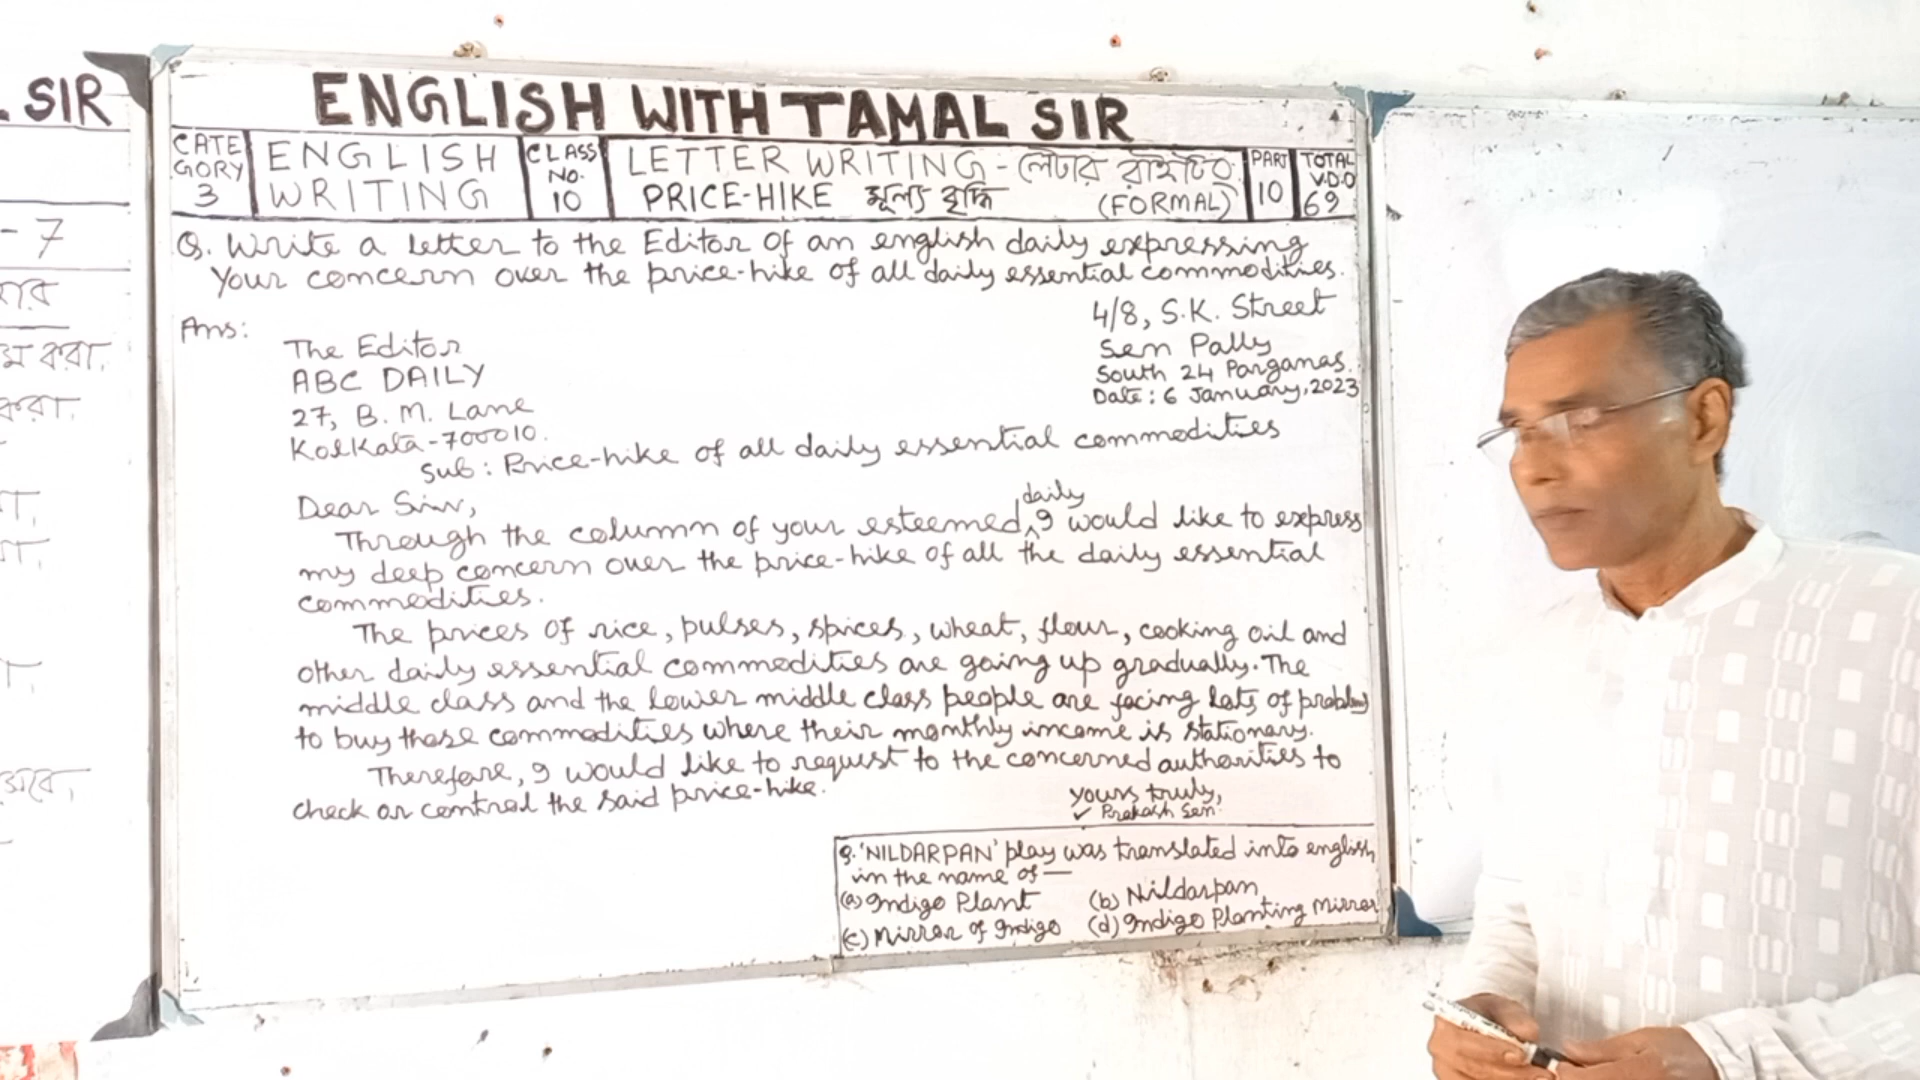 . SIR
- 7
ENGLISH WITH TAMAL SIR
CATE
GORY
3
ENGLISH
WRITING
CLASS
NO.
10
LETTER WRITING - লেটার রাইটিং
PRICE-HIKE মূল্য বৃদ্ধি (FORMAL)
PART
10
TOTAL
V.D.O
69
Q. Write a letter to the Editor of an english daily expressing
Your concern over the price-hike of all daily essential commodities.
Ans:
4/8, S.K. Street
Sen Pally
South 24 Parganas.
Date: 6 January, 2023
The Editor
ABC DAILY
27, B. M. Lane
Kolkata-700010.
Sub: Price-hike of all daily essential commodities
Dear Sir,
daily
Through the column of your esteemed ^ I would like to express
my deep concern over the price-hike of all the daily essential
commodities.
The prices of rice, pulses, spices, wheat, flour, cooking oil and
other daily essential commodities are going up gradually. The
middle class and the lower middle class people are facing lots of problems
to buy those commodities where their monthly income is stationary.
Therefore, I would like to request to the concerned authorities to
check or control the said price-hike.
yours truly,
✓ Prakash Sen.
Q. 'NILDARPAN' play was translated into english
in the name of —
(a) Indigo Plant (b) Nildarpan
(c) Mirror of Indigo (d) Indigo Planting Mirror